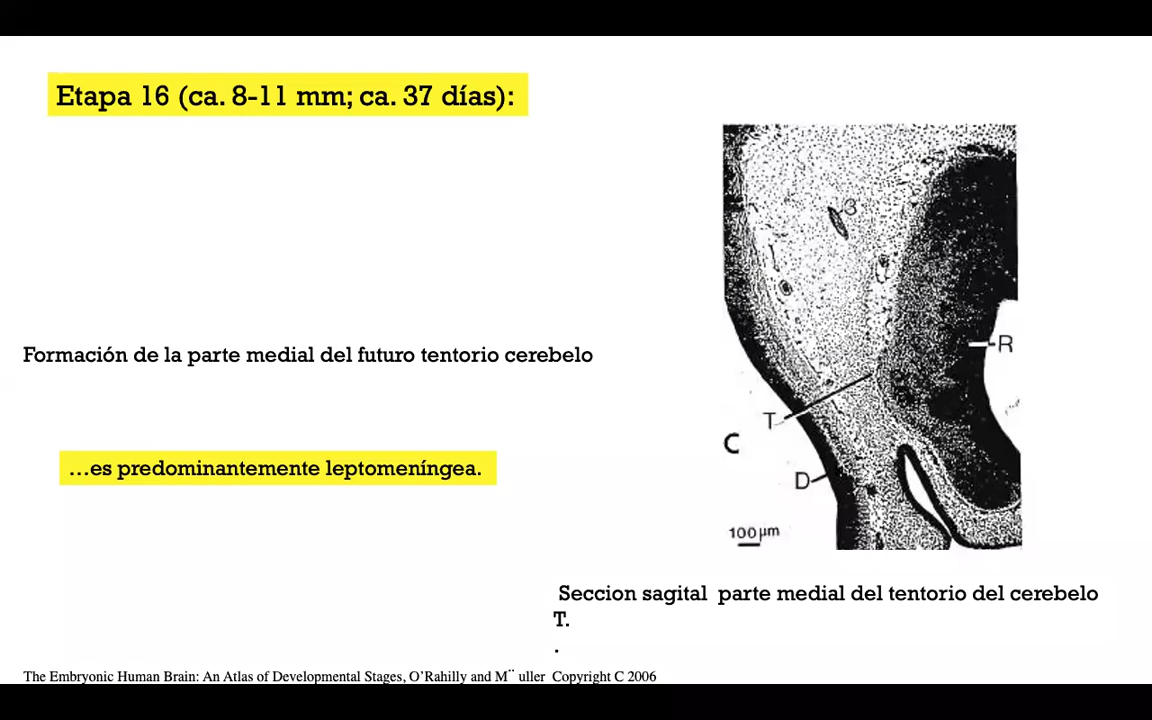 Etapa 16 (ca. 8-11 mm; ca. 37 días):
3
Formación de la parte medial del futuro tentorio cerebelo
R
T
C
…es predominantemente leptomeníngea.
D
100 µm
Seccion sagital parte medial del tentorio del cerebelo
T.
.
The Embryonic Human Brain: An Atlas of Developmental Stages, O’Rahilly and M¨ uller Copyright C 2006